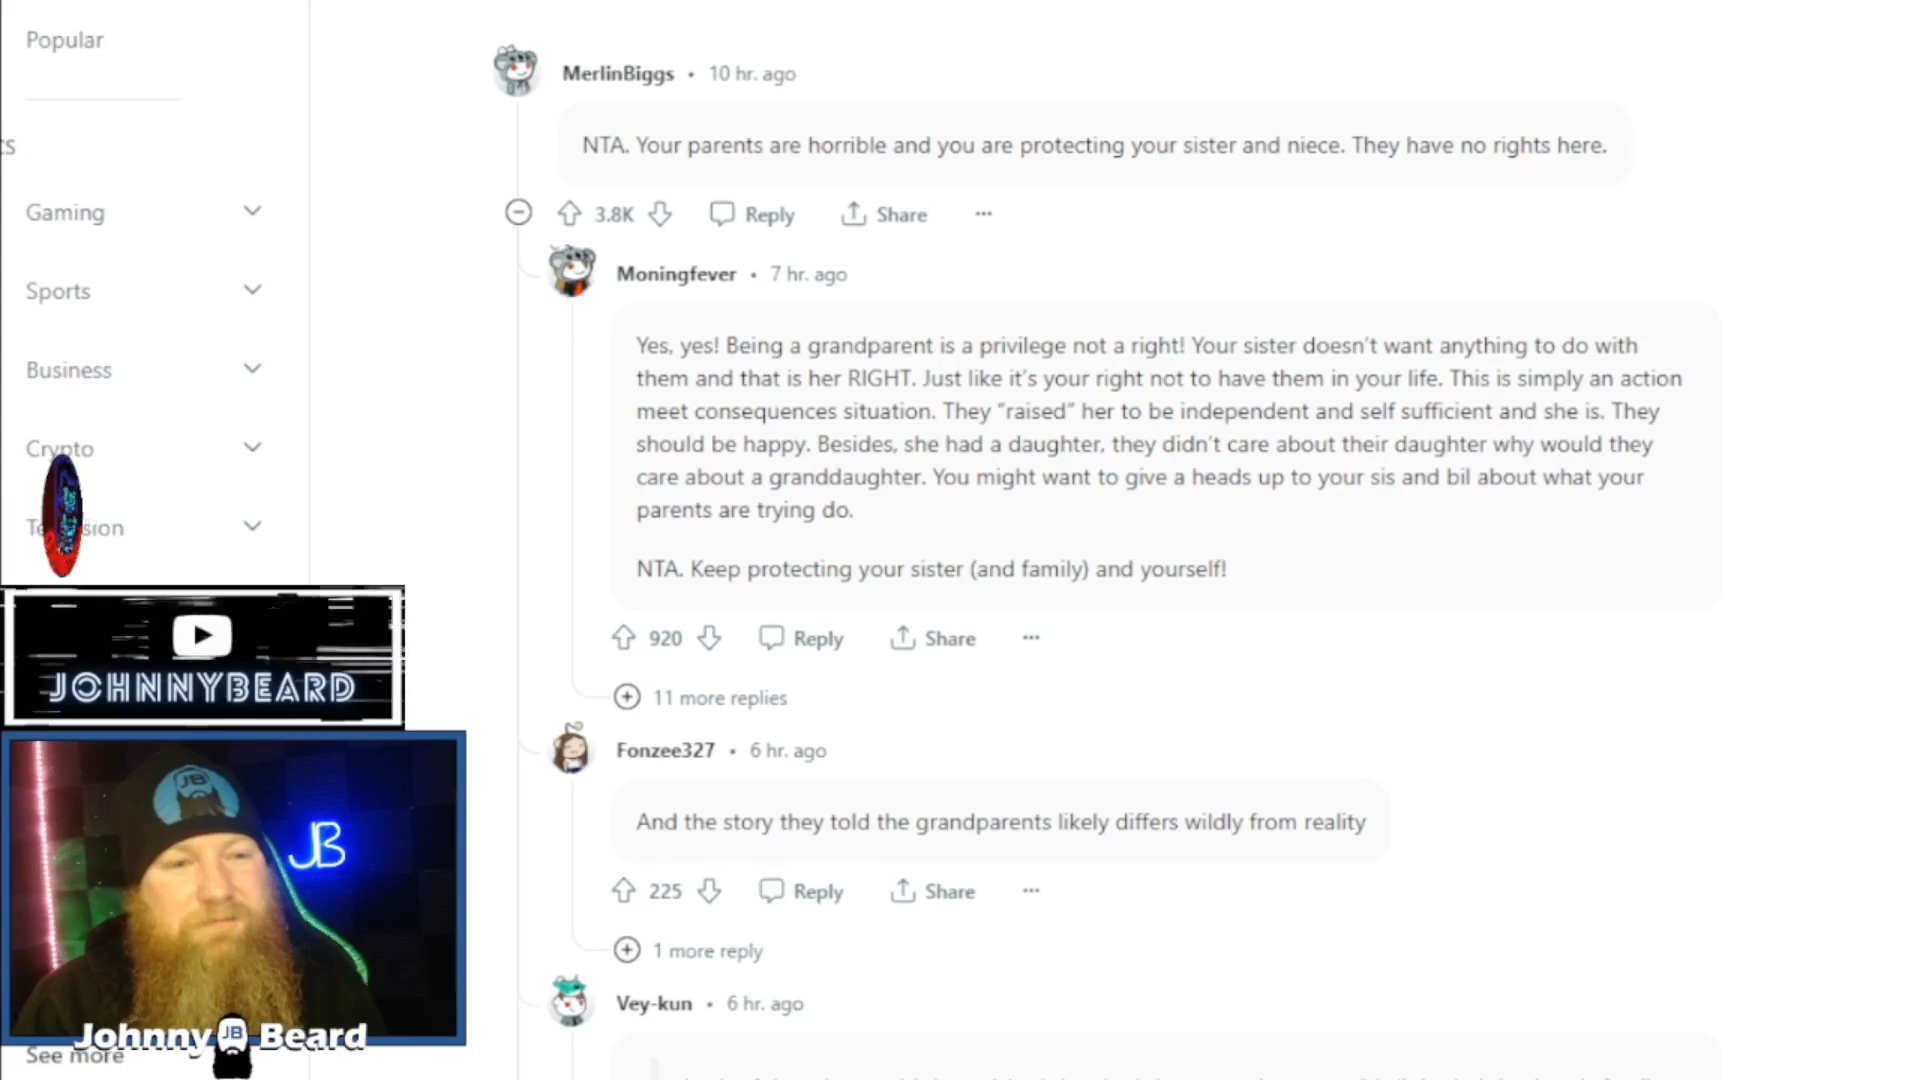 Popular
cs
Gaming
Sports
Business
Crypto
sion
See more
MerlinBiggs • 10 hr. ago
NTA. Your parents are horrible and you are protecting your sister and niece. They have no rights here.
3.8K Reply Share ...
Moningfever • 7 hr. ago
Yes, yes! Being a grandparent is a privilege not a right! Your sister doesn't want anything to do with
them and that is her RIGHT. Just like it's your right not to have them in your life. This is simply an action
meet consequences situation. They "raised" her to be independent and self sufficient and she is. They
should be happy. Besides, she had a daughter, they didn't care about their daughter why would they
care about a granddaughter. You might want to give a heads up to your sis and bil about what your
parents are trying do.
NTA. Keep protecting your sister (and family) and yourself!
920 Reply Share ...
11 more replies
Fonzee327 • 6 hr. ago
And the story they told the grandparents likely differs wildly from reality
225 Reply Share ...
1 more reply
Vey-kun • 6 hr. ago
JOHNNYBEARD
JB
JB
Johnny JB Beard